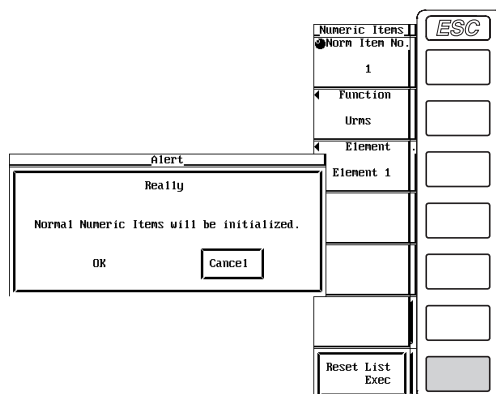 ESC
Numeric Items
Norm Item No.
1
Function
Urms
Element
Element 1
Alert
Really
Normal Numeric Items will be initialized.
OK
Cancel
Reset List
Exec